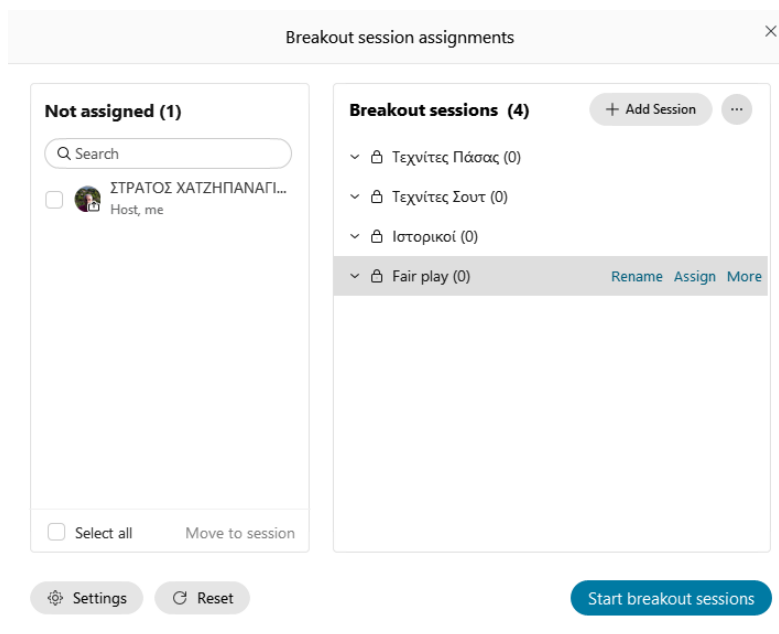 Breakout session assignments
Not assigned (1)
Search
ΣΤΡΑΤΟΣ ΧΑΤΖΗΠΑΝΑΓΙ...
Host, me
Select all
Move to session
Breakout sessions (4)
+ Add Session
...
Τεχνίτες Πάσας (0)
Τεχνίτες Σουτ (0)
Ιστορικοί (0)
Fair play (0) Rename Assign More
Settings
Reset
Start breakout sessions